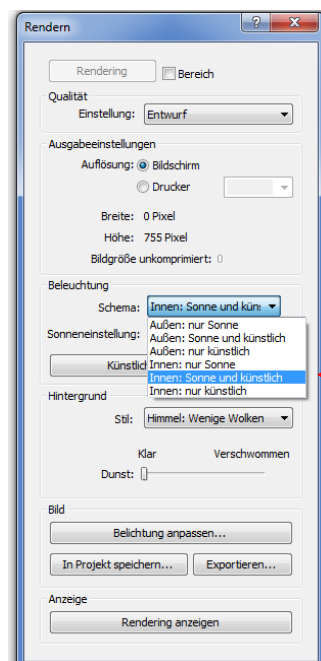 Rendern
Rendering Bereich
Qualität
Einstellung: Entwurf
Ausgabeeinstellungen
Auflösung: Bildschirm
Drucker
Breite: 0 Pixel
Höhe: 755 Pixel
Bildgröße unkomprimiert: 0
Beleuchtung
Schema: Innen: Sonne und kün
Außen: nur Sonne
Sonneneinstellung: Außen: Sonne und künstlich
Außen: nur künstlich
Künstlich Innen: nur Sonne
Innen: Sonne und künstlich
Hintergrund Innen: nur künstlich
Stil: Himmel: Wenige Wolken
Klar Verschwommen
Dunst:
Bild
Belichtung anpassen...
In Projekt speichern... Exportieren...
Anzeige
Rendering anzeigen